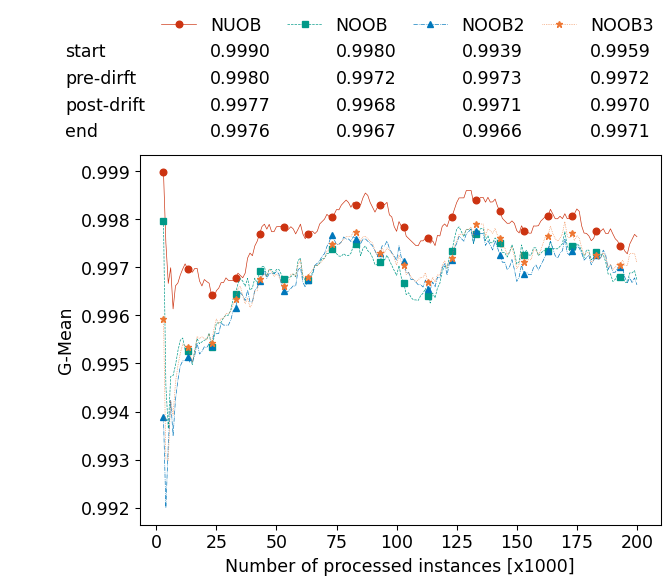 NUOB NOOB NOOB2 NOOB3
start 0.9990 0.9980 0.9939 0.9959
pre-dirft 0.9980 0.9972 0.9973 0.9972
post-drift 0.9977 0.9968 0.9971 0.9970
end 0.9976 0.9967 0.9966 0.9971
0.999
0.998
0.997
0.996
0.995
0.994
0.993
0.992
G-Mean
0 25 50 75 100 125 150 175 200
Number of processed instances [x1000]